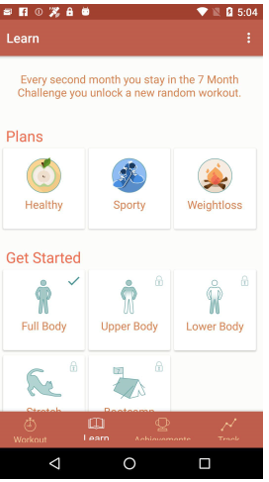 5:04
Learn
Every second month you stay in the 7 Month
Challenge you unlock a new random workout.
Plans
Healthy
Sporty
Weightloss
Get Started
Full Body
Upper Body
Lower Body
Stretch
Bootcamp
Workout
Learn
Achievements
Track